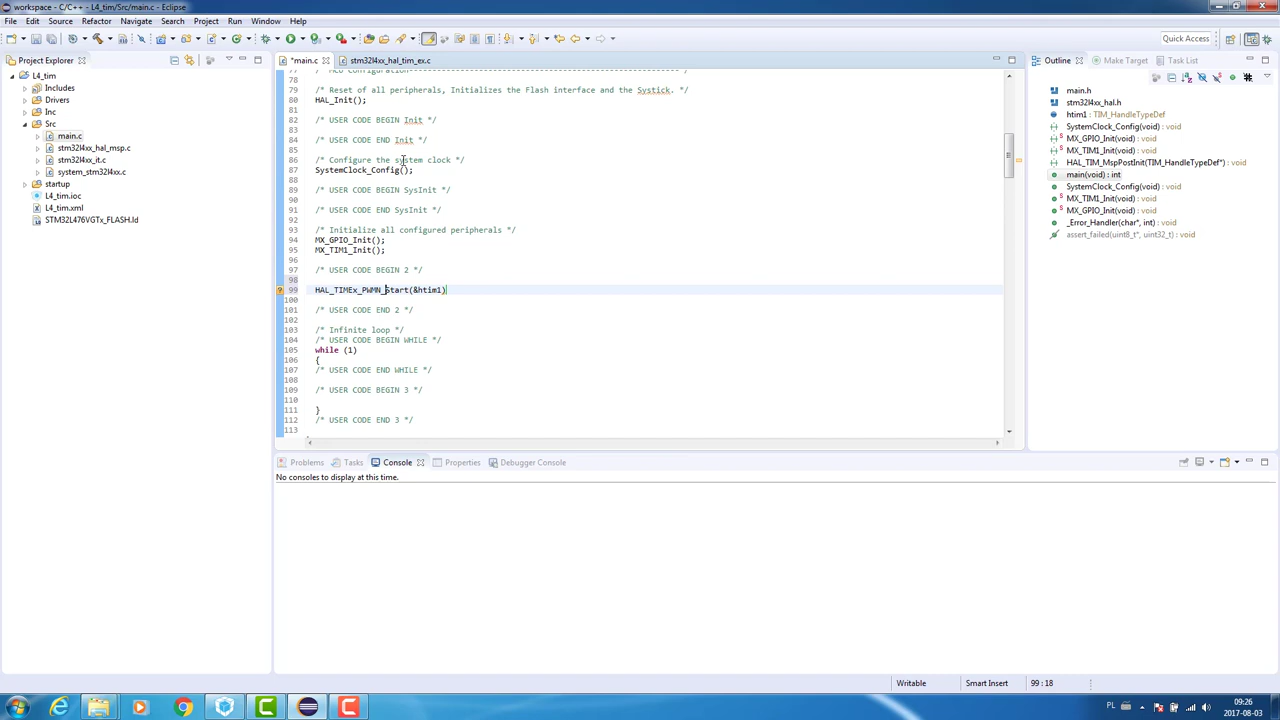 workspace - C/C++ - L4_tim/Src/main.c - Eclipse
File Edit Source Refactor Navigate Search Project Run Window Help
Quick Access
Project Explorer
L4_tim
Includes
Drivers
Inc
Src
main.c
stm32l4xx_hal_msp.c
stm32l4xx_it.c
system_stm32l4xx.c
startup
L4_tim.ioc
L4_tim.xml
STM32L476VGTx_FLASH.ld
*main.c stm32l4xx_hal_tim_ex.c
78
79 /* Reset of all peripherals, Initializes the Flash interface and the Systick. */
80 HAL_Init();
81
82 /* USER CODE BEGIN Init */
83
84 /* USER CODE END Init */
85
86 /* Configure the system clock */
87 SystemClock_Config();
88
89 /* USER CODE BEGIN SysInit */
90
91 /* USER CODE END SysInit */
92
93 /* Initialize all configured peripherals */
94 MX_GPIO_Init();
95 MX_TIM1_Init();
96
97 /* USER CODE BEGIN 2 */
98
99 HAL_TIMEx_PWMN_Start(&htim1)
100
101 /* USER CODE END 2 */
102
103 /* Infinite loop */
104 /* USER CODE BEGIN WHILE */
105 while (1)
106 {
107 /* USER CODE END WHILE */
108
109 /* USER CODE BEGIN 3 */
110
111 }
112 /* USER CODE END 3 */
113
Outline Make Target Task List
main.h
stm32l4xx_hal.h
htim1 : TIM_HandleTypeDef
SystemClock_Config(void) : void
MX_GPIO_Init(void) : void
MX_TIM1_Init(void) : void
HAL_TIM_MspPostInit(TIM_HandleTypeDef*) : void
main(void) : int
SystemClock_Config(void) : void
MX_TIM1_Init(void) : void
MX_GPIO_Init(void) : void
_Error_Handler(char*, int) : void
assert_failed(uint8_t*, uint32_t) : void
Problems Tasks Console Properties Debugger Console
No consoles to display at this time.
Writable Smart Insert 99 : 18
PL
09:26
2017-08-03